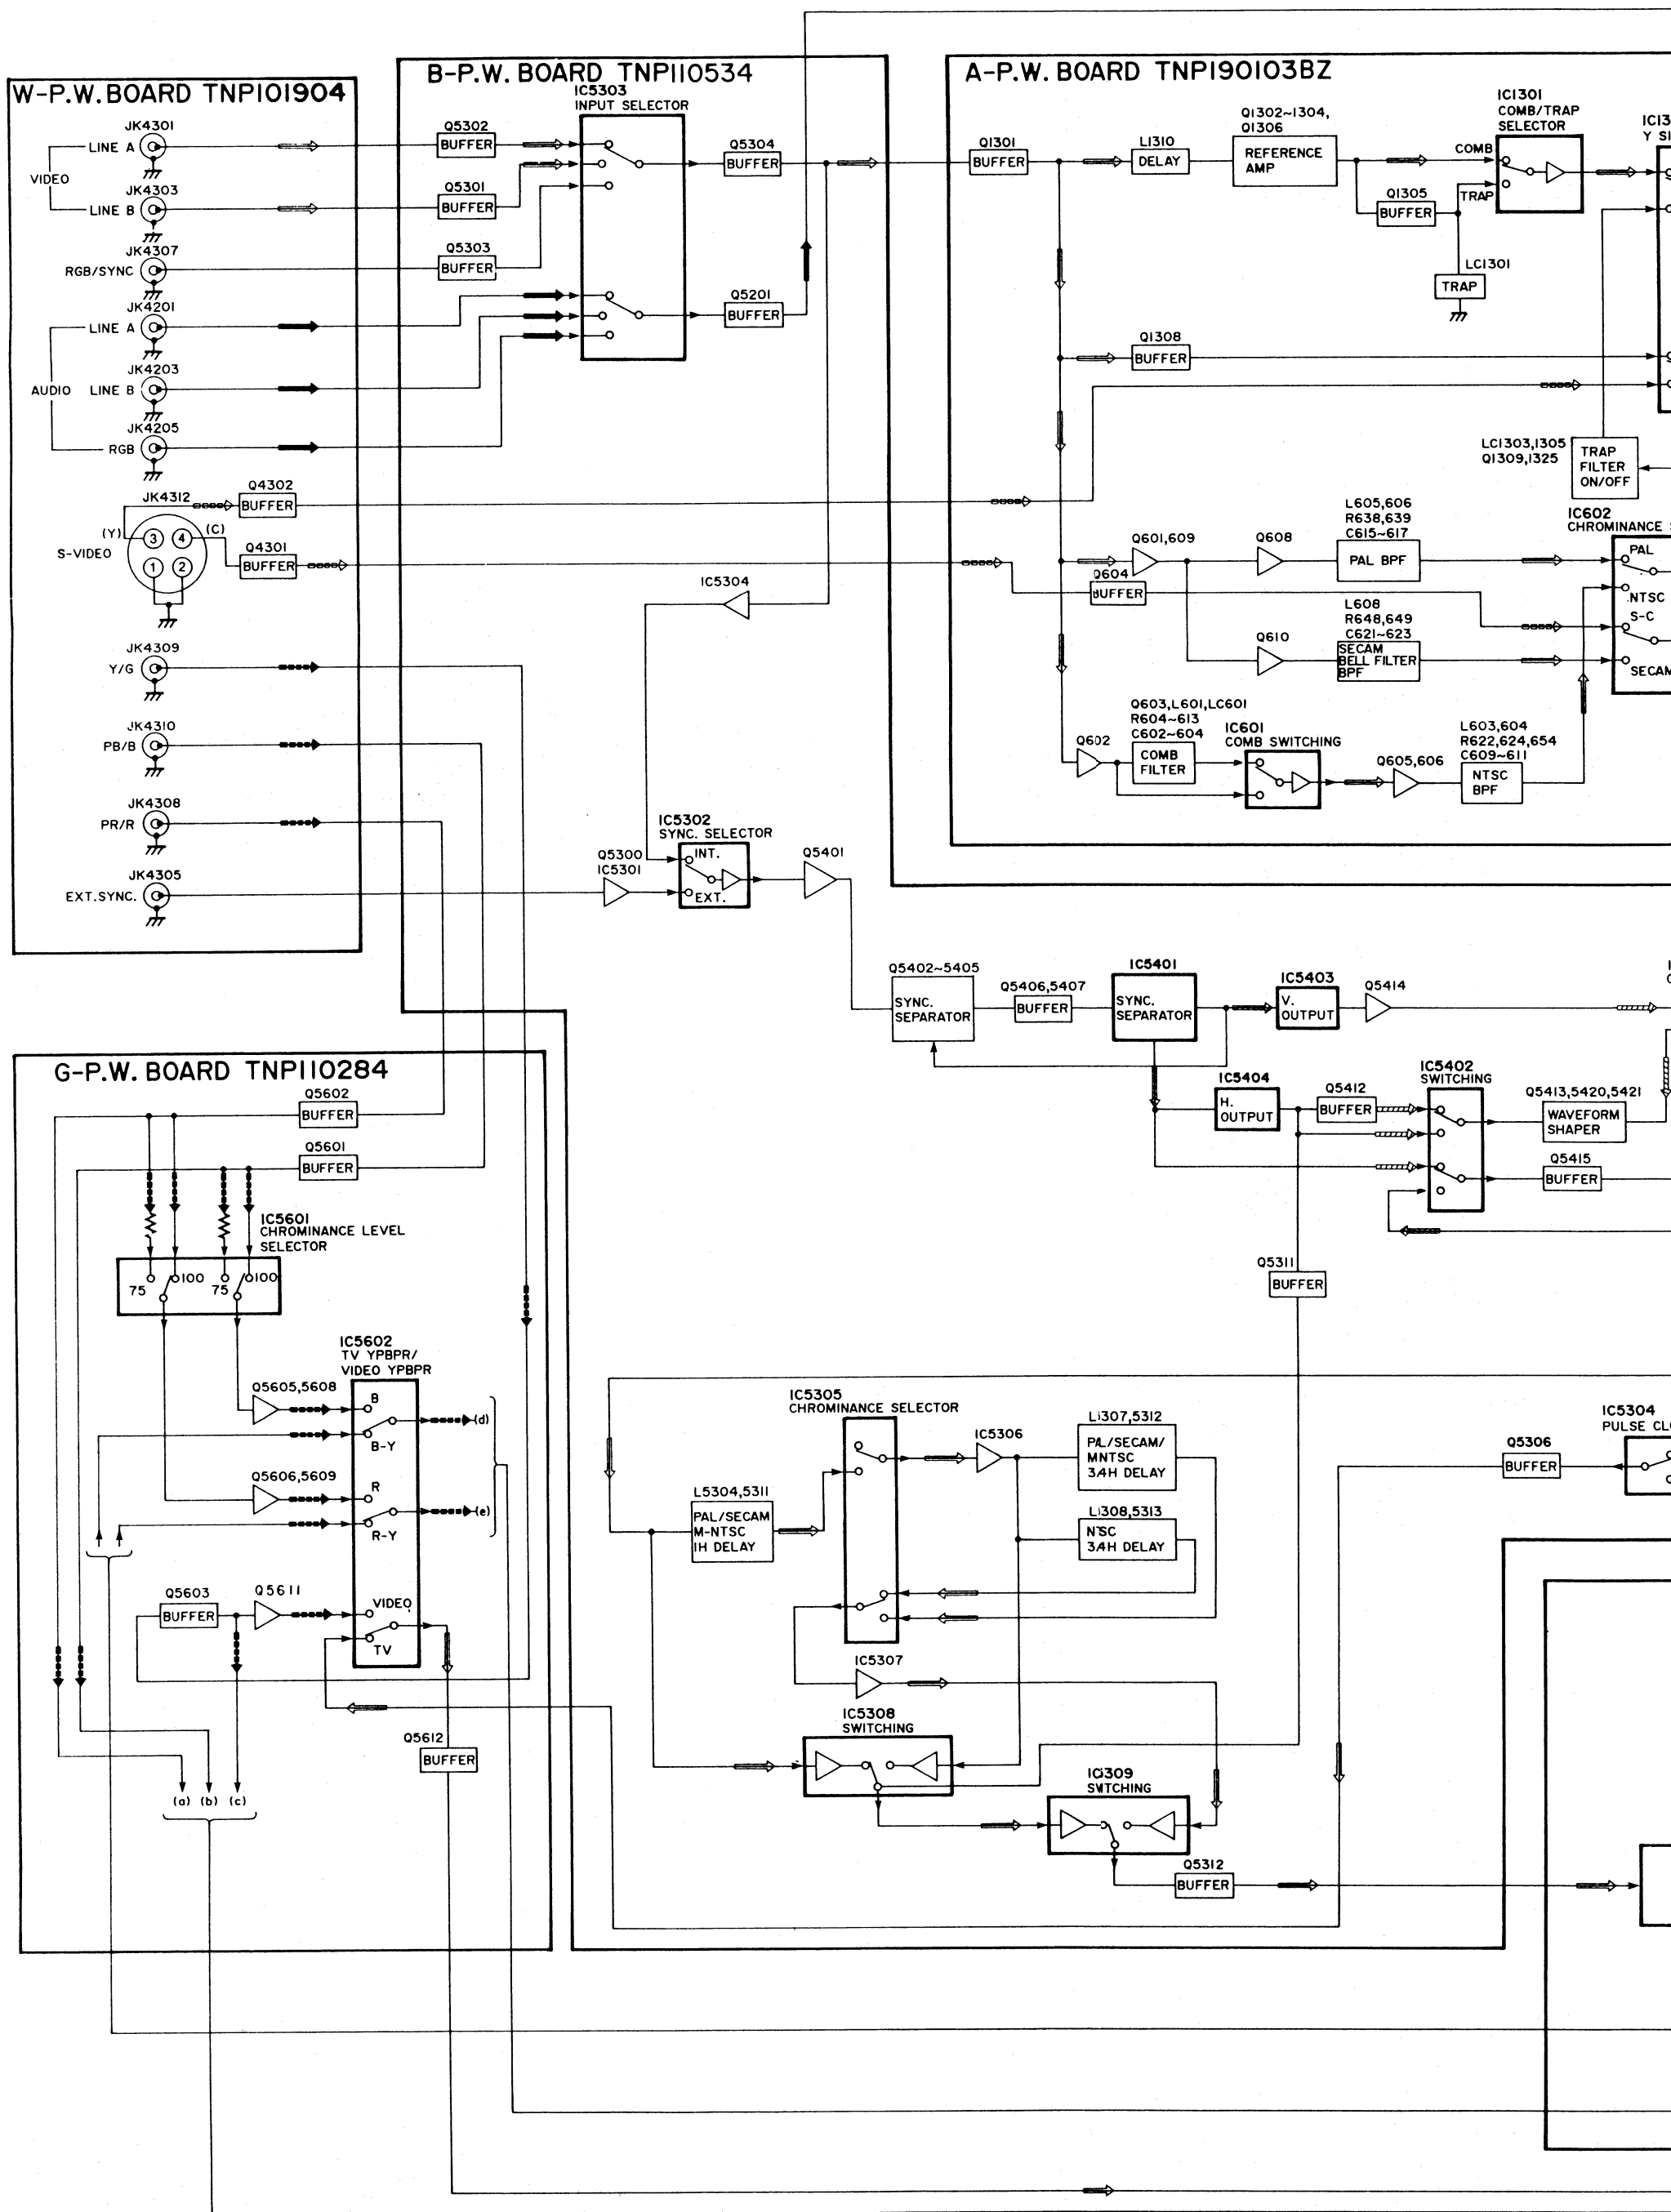 W-P.W. BOARD TNP101904
JK4301
LINE A
VIDEO
JK4303
LINE B
JK4307
RGB/SYNC
JK4201
LINE A
JK4203
AUDIO LINE B
JK4205
RGB
JK4312
Q4302
BUFFER
(Y)
(C)
3 4
1 2
S-VIDEO
Q4301
BUFFER
JK4309
Y/G
JK4310
PB/B
JK4308
PR/R
JK4305
EXT.SYNC.
B-P.W. BOARD TNP110534
IC5303
INPUT SELECTOR
Q5302
BUFFER
Q5301
BUFFER
Q5303
BUFFER
Q5304
BUFFER
Q5201
BUFFER
IC5304
IC5302
SYNC. SELECTOR
INT.
EXT.
Q5300
IC5301
Q5401
A-P.W. BOARD TNP190103BZ
Q1301
BUFFER
L1310
DELAY
Q1302~1304,
Q1306
REFERENCE
AMP
Q1305
BUFFER
IC1301
COMB/TRAP
SELECTOR
COMB
TRAP
LC1301
TRAP
IC13
Y SI
Q1308
BUFFER
LC1303,1305
Q1309,1325
TRAP
FILTER
ON/OFF
Q601,609
Q608
L605,606
R638,639
C615~617
PAL BPF
Q604
BUFFER
L608
R648,649
C621~623
Q610
SECAM
BELL FILTER
BPF
IC602
CHROMINANCE
PAL
NTSC
S-C
SECAM
Q602
Q603,L601,LC601
R604~613
C602~604
COMB
FILTER
IC601
COMB SWITCHING
Q605,606
L603,604
R622,624,654
C609~611
NTSC
BPF
Q5402~5405
SYNC.
SEPARATOR
Q5406,5407
BUFFER
IC5401
SYNC.
SEPARATOR
IC5403
V.
OUTPUT
Q5414
IC5404
H.
OUTPUT
Q5412
BUFFER
IC5402
SWITCHING
Q5413,5420,5421
WAVEFORM
SHAPER
Q5415
BUFFER
Q5311
BUFFER
G-P.W. BOARD TNP110284
Q5602
BUFFER
Q5601
BUFFER
IC5601
CHROMINANCE LEVEL
SELECTOR
75 100 75 100
IC5602
TV YPBPR/
VIDEO YPBPR
Q5605,5608
B
B-Y
(d)
Q5606,5609
R
R-Y
(e)
Q5603
BUFFER
Q5611
VIDEO
TV
Q5612
BUFFER
(a) (b) (c)
IC5305
CHROMINANCE SELECTOR
L5304,5311
PAL/SECAM
M-NTSC
1H DELAY
IC5306
L1307,5312
PAL/SECAM/
MNTSC
3.4H DELAY
L1308,5313
3.4H DELAY
IC5307
IC5308
SWITCHING
Q5312
BUFFER
Q5306
BUFFER
IC5304
PULSE CL